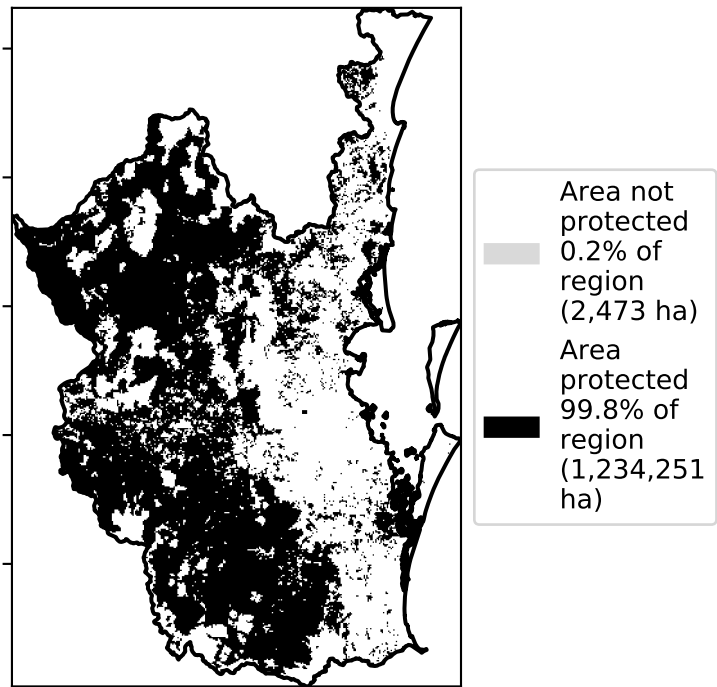 Area not
protected
0.2% of
region
(2,473 ha)
Area
protected
99.8% of
region
(1,234,251
ha)